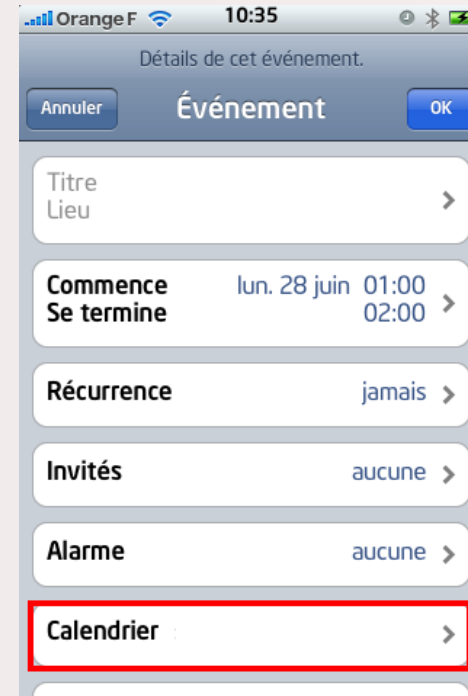 Orange F 10:35
Détails de cet événement.
Annuler Événement OK
Titre
Lieu
Commence lun. 28 juin 01:00
Se termine 02:00
Récurrence jamais
Invités aucune
Alarme aucune
Calendrier